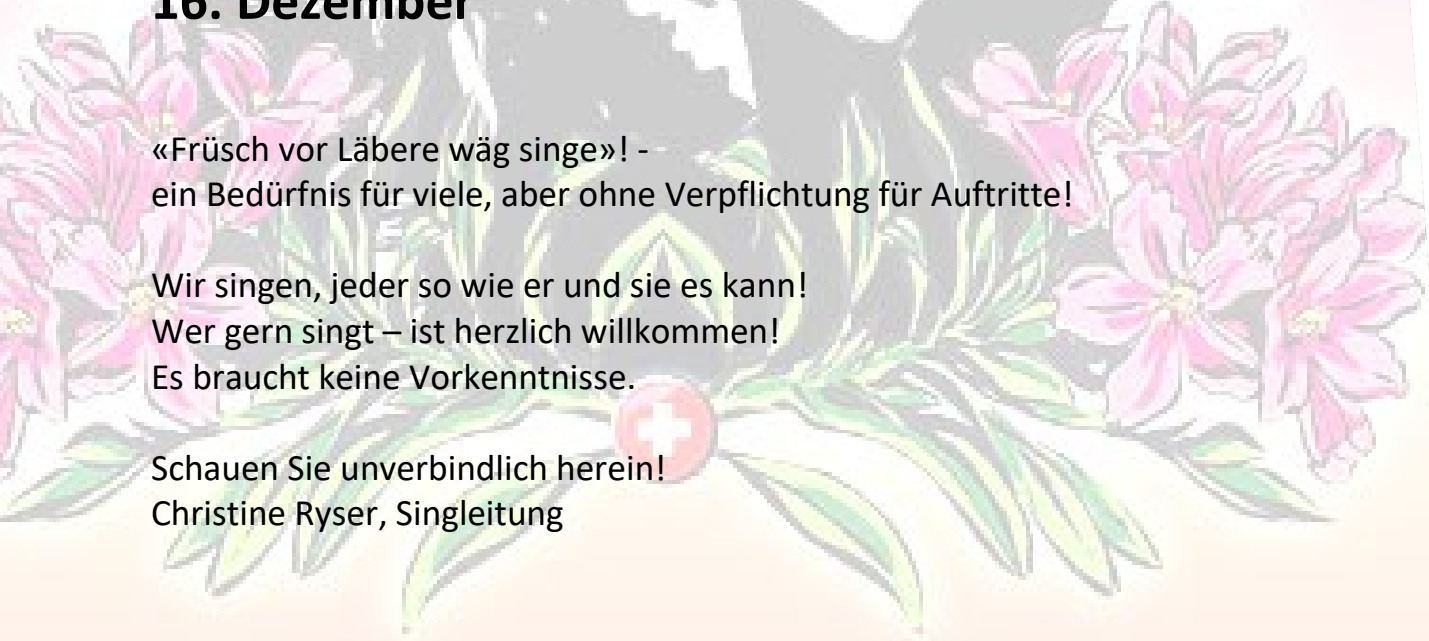 16. Dezember
«Früsch vor Läbere wäg singe»! -
ein Bedürfnis für viele, aber ohne Verpflichtung für Auftritte!
Wir singen, jeder so wie er und sie es kann!
Wer gern singt – ist herzlich willkommen!
Es braucht keine Vorkenntnisse.
Schauen Sie unverbindlich herein!
Christine Ryser, Singleitung